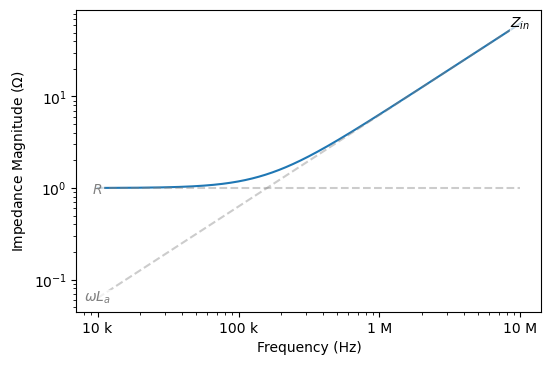 Z_in
10^1
10^0
10^-1
R
ωL_a
Impedance Magnitude (Ω)
10 k 100 k 1 M 10 M
Frequency (Hz)